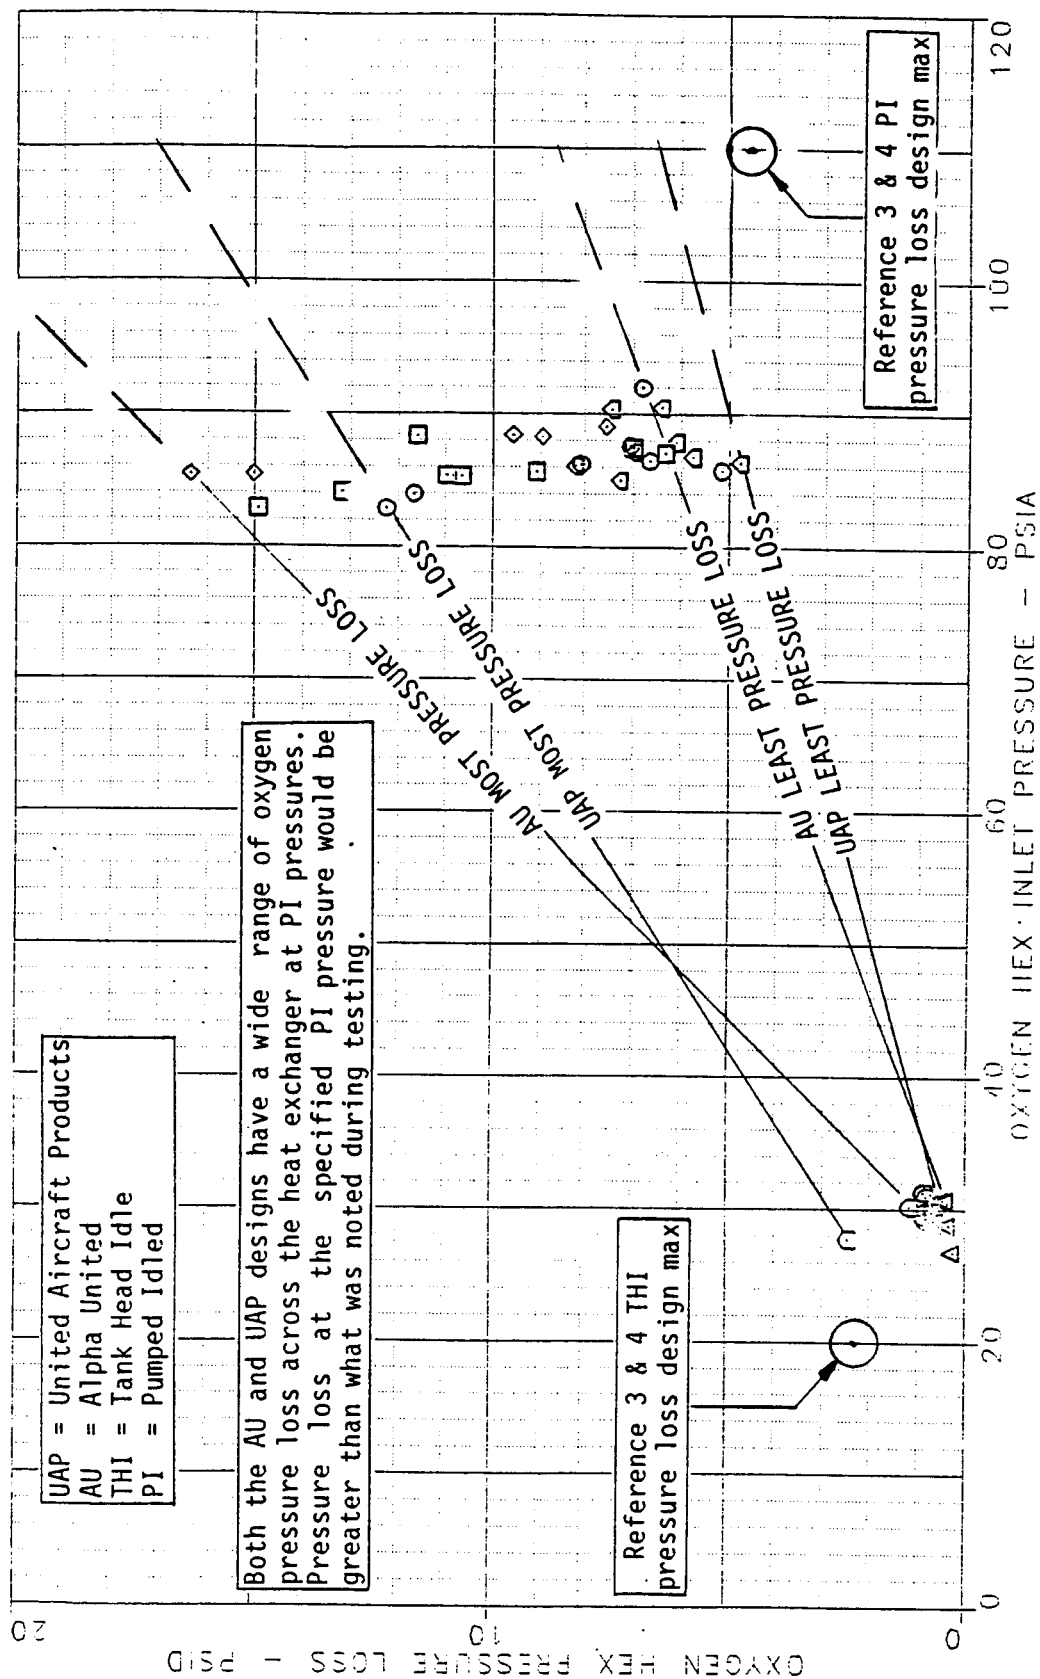 UAP = United Aircraft Products
AU = Alpha United
THI = Tank Head Idle
PI = Pumped Idled
Both the AU and UAP designs have a wide range of oxygen
pressure loss across the heat exchanger at PI pressures.
Pressure loss at the specified PI pressure would be
greater than what was noted during testing.
AU MOST PRESSURE LOSS
UAP MOST PRESSURE LOSS
AU LEAST PRESSURE LOSS
UAP LEAST PRESSURE LOSS
Reference 3 & 4 THI
pressure loss design max
Reference 3 & 4 PI
pressure loss design max
OXYGEN HEX PRESSURE LOSS - PSID
20
10
0
0
20
40
60
80
100
120
OXYGEN HEX INLET PRESSURE - PSIA